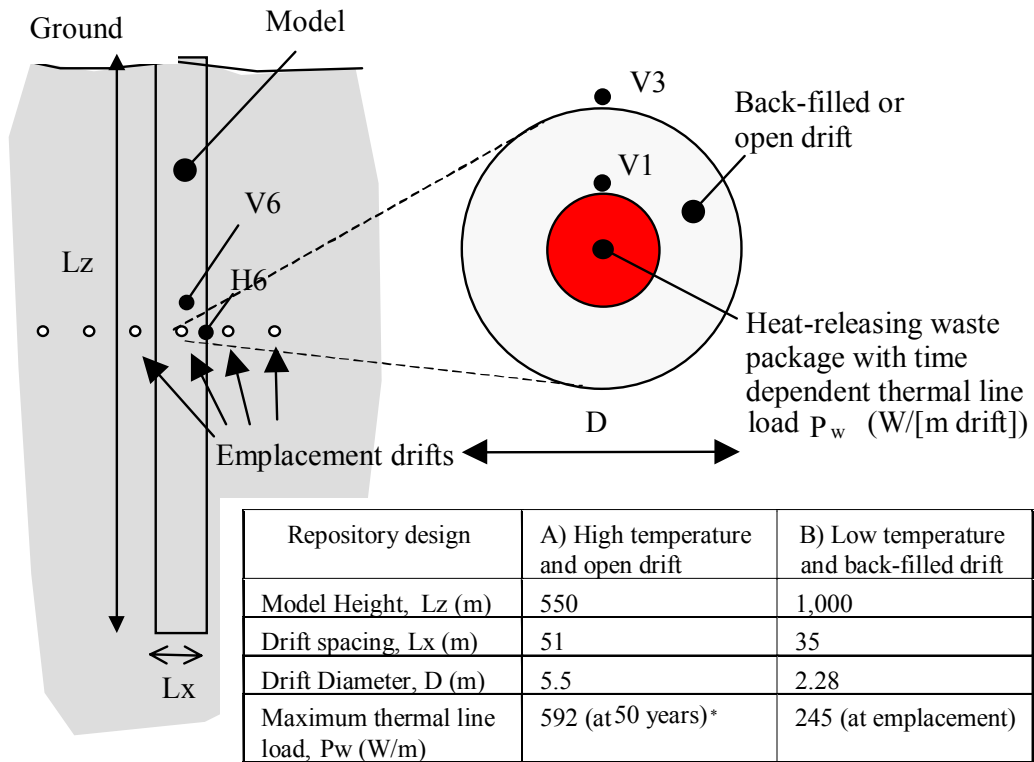 Ground
Model
V3
Back-filled or
open drift
V1
V6
H6
Lz
Heat-releasing waste
package with time
dependent thermal line
load Pw (W/[m drift])
D
Emplacement drifts
Lx
Repository design A) High temperature and open drift B) Low temperature and back-filled drift
Model Height, Lz (m) 550 1,000
Drift spacing, Lx (m) 51 35
Drift Diameter, D (m) 5.5 2.28
Maximum thermal line load, Pw (W/m) 592 (at 50 years)* 245 (at emplacement)